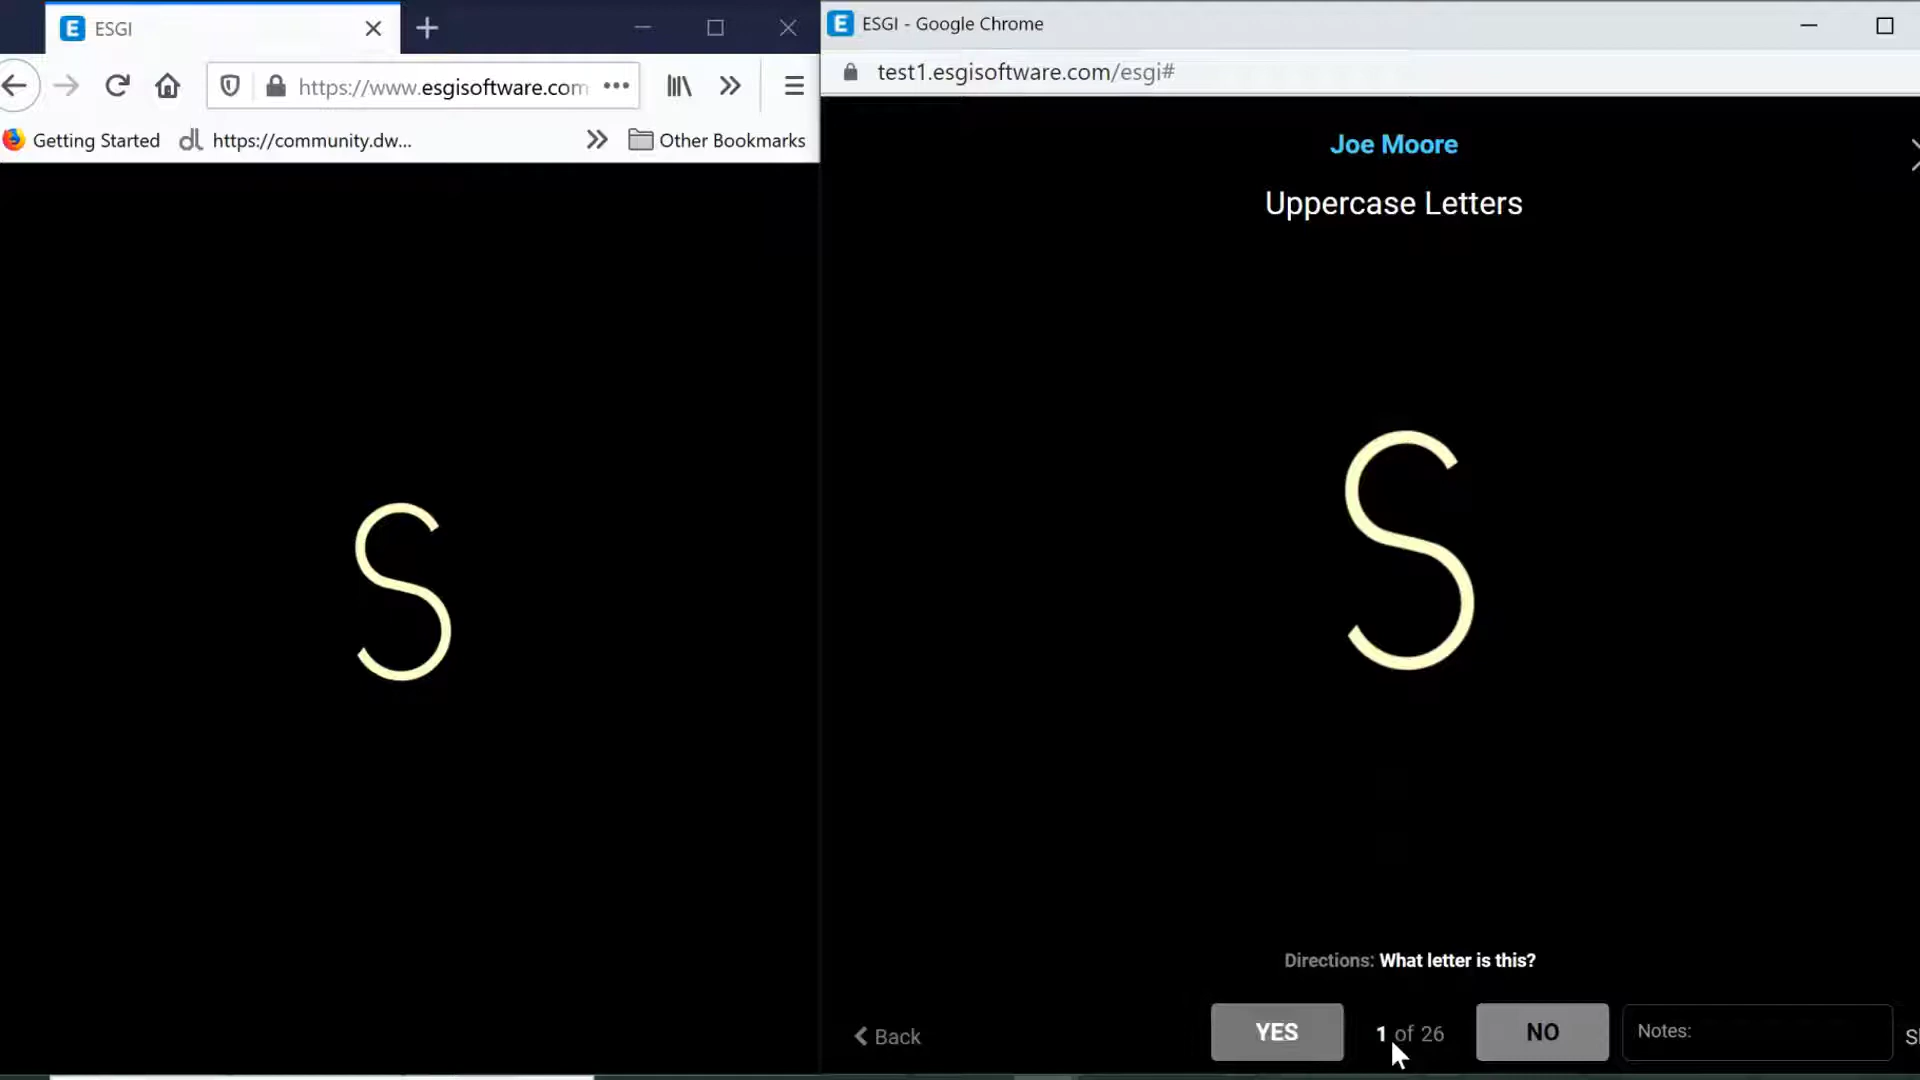 ESGI
https://www.esgisoftware.com
Getting Started
https://community.dw...
Other Bookmarks
S
ESGI - Google Chrome
test1.esgisoftware.com/esgi#
Joe Moore
Uppercase Letters
S
Directions: What letter is this?
Back
YES
1 of 26
NO
Notes: